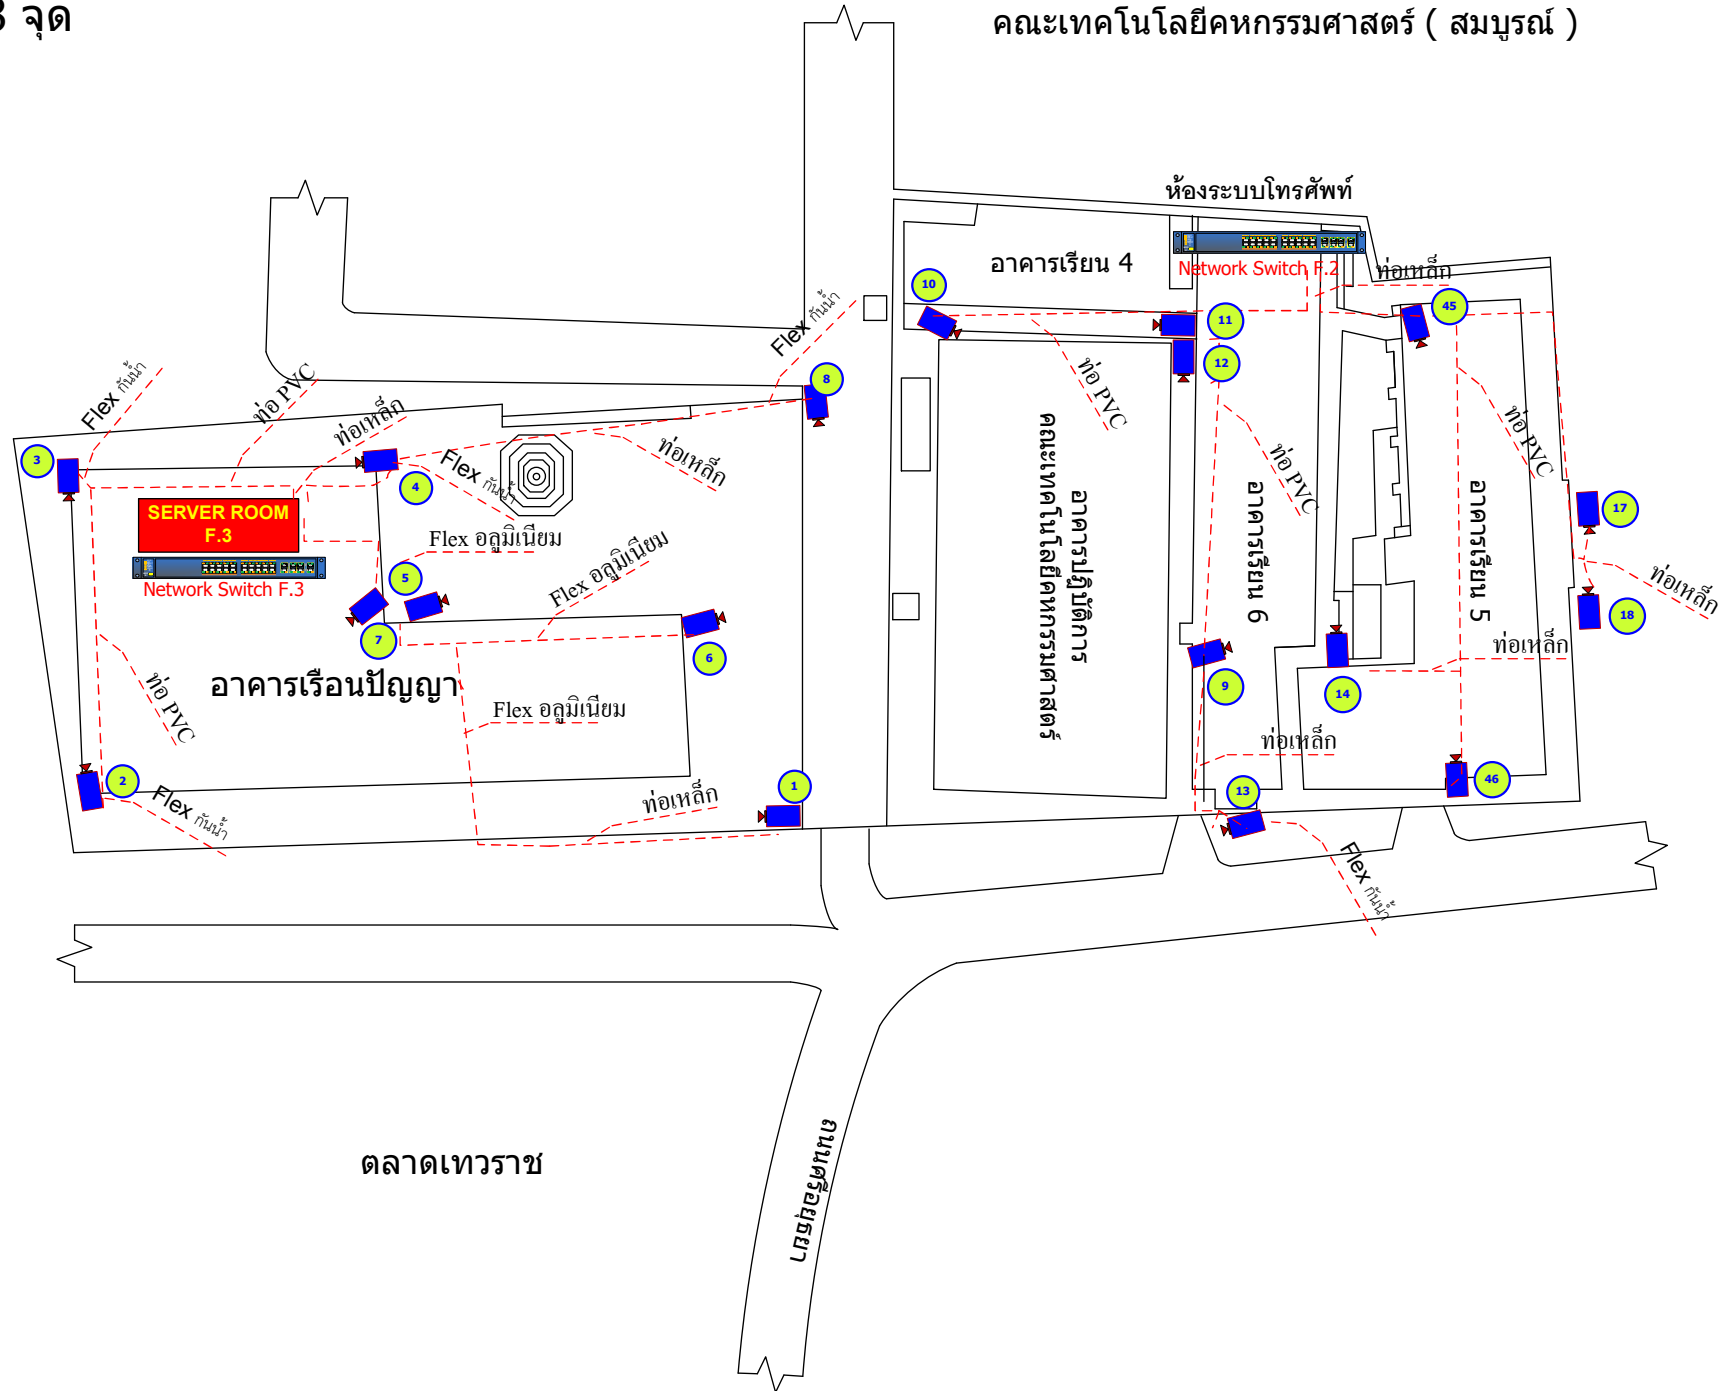 จุด
คณะเทคโนโลยีคหกรรมศาสตร์ ( สมบูรณ์ )
ห้องระบบโทรศัพท์
อาคารเรียน 4
Network Switch F.2
ท่อเหล็ก
10
11
45
12
Flex กันน้ำ
8
Flex กันน้ำ
ท่อ PVC
ท่อเหล็ก
ท่อ PVC
3
4
Flex กันน้ำ
ท่อเหล็ก
SERVER ROOM
F.3
Network Switch F.3
Flex อลูมิเนียม
Flex อลูมิเนียม
5
7
6
อาคารเรือนปัญญา
ท่อ PVC
Flex อลูมิเนียม
2
Flex กันน้ำ
ท่อเหล็ก
1
อาคารปฏิบัติการ
คณะเทคโนโลยีคหกรรมศาสตร์
ท่อ PVC
อาคารเรียน 6
ท่อ PVC
อาคารเรียน 5
17
18
ท่อเหล็ก
ท่อเหล็ก
9
14
ท่อเหล็ก
13
46
Flex กันน้ำ
ตลาดเทวราช
ถนนศรีอยุธยา